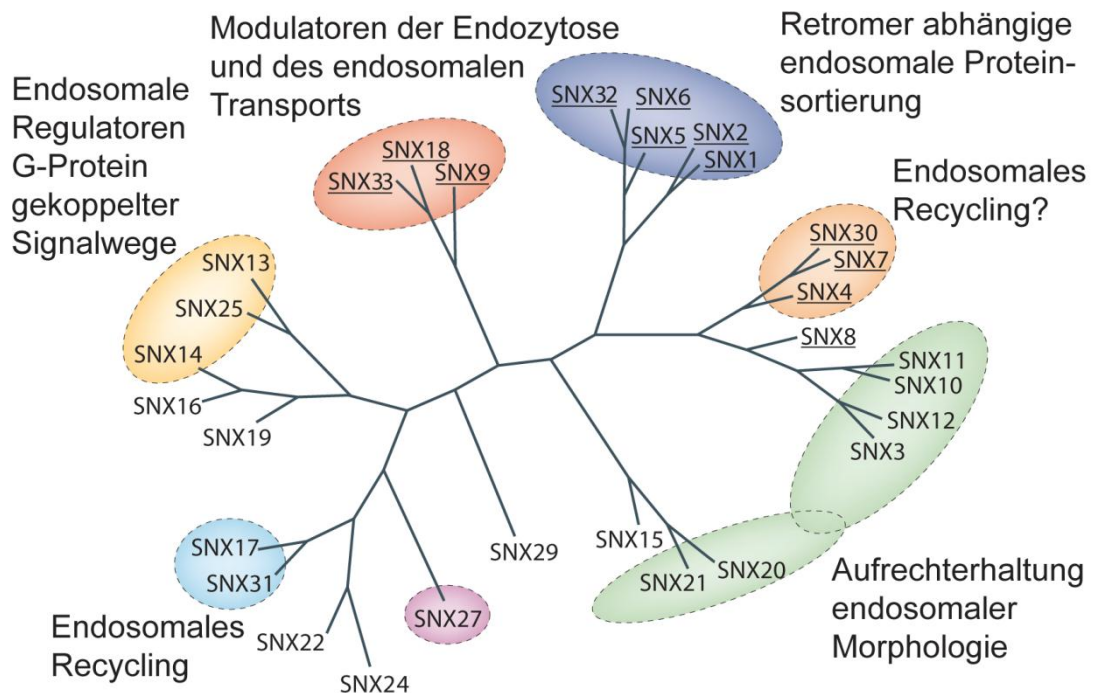 Modulatoren der Endozytose
und des endosomalen
Transports
Retromer abhängige
endosomale Protein-
sortierung
Endosomale
Regulatoren
G-Protein
gekoppelter
Signalwege
SNX32
SNX6
SNX5
SNX2
SNX1
SNX18
SNX9
SNX33
Endosomales
Recycling?
SNX30
SNX7
SNX4
SNX13
SNX25
SNX14
SNX16
SNX19
SNX8
SNX11
SNX10
SNX12
SNX3
SNX17
SNX31
SNX22
SNX24
SNX27
SNX29
SNX15
SNX21
SNX20
Endosomales
Recycling
Aufrechterhaltung
endosomaler
Morphologie